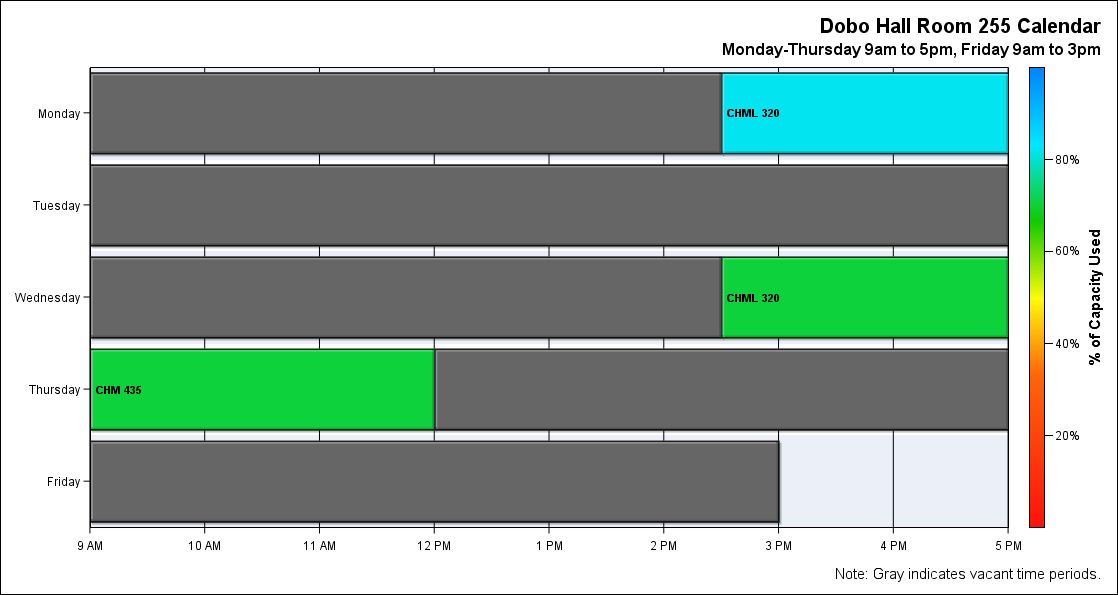 Dobo Hall Room 255 Calendar
Monday-Thursday 9am to 5pm, Friday 9am to 3pm
Monday
CHML 320
Tuesday
Wednesday
CHML 320
Thursday
CHM 435
Friday
9 AM
10 AM
11 AM
12 PM
1 PM
2 PM
3 PM
4 PM
5 PM
80%
60%
40%
20%
% of Capacity Used
Note: Gray indicates vacant time periods.